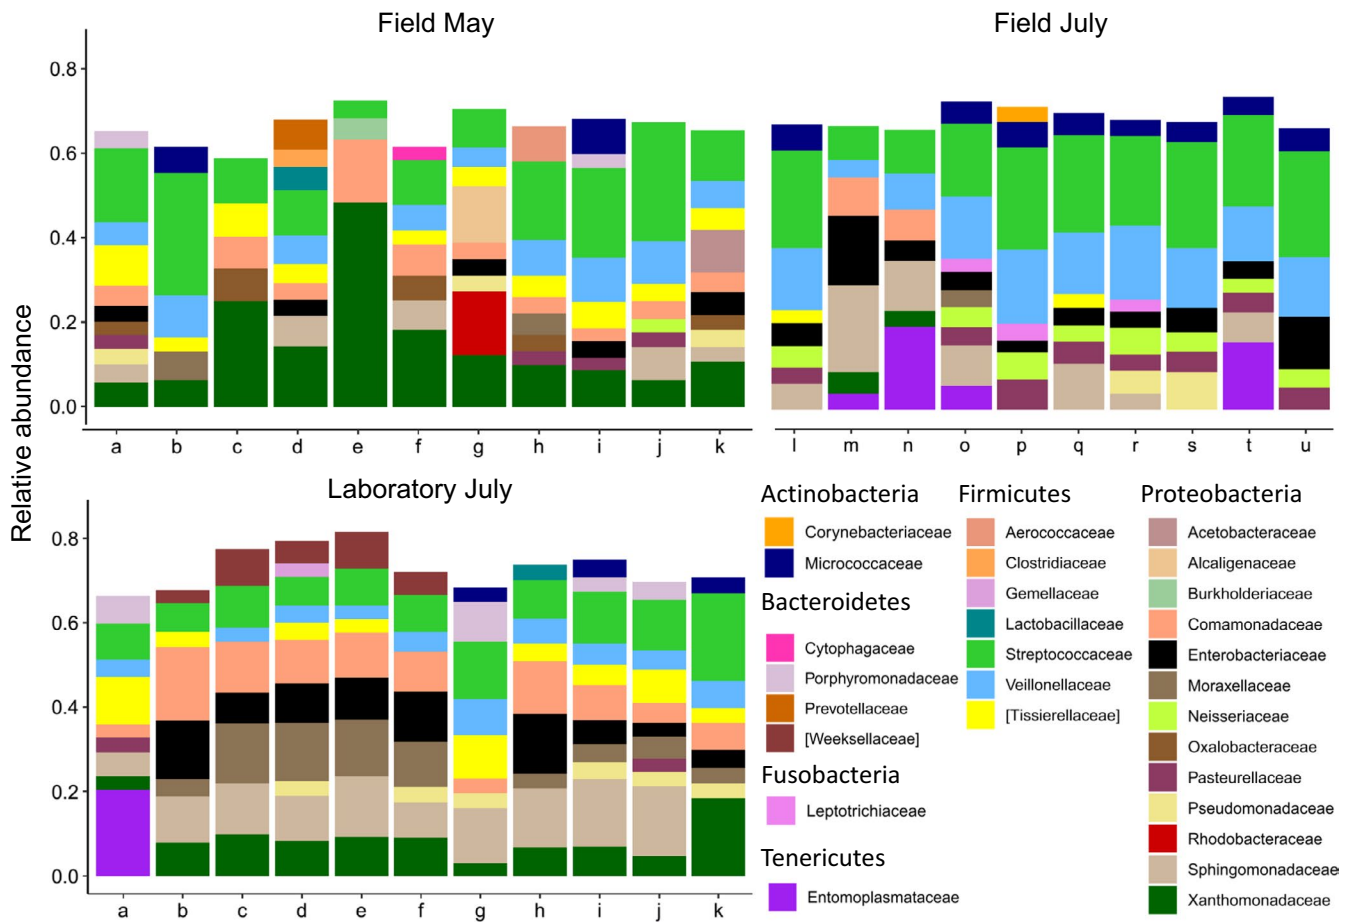 Field May
Field July
0.8
0.6
0.4
0.2
0.0
a b c d e f g h i j k
l m n o p q r s t u
Relative abundance
Laboratory July
0.8
0.6
0.4
0.2
0.0
a b c d e f g h i j k
Actinobacteria
Corynebacteriaceae
Micrococcaceae
Bacteroidetes
Cytophagaceae
Porphyromonadaceae
Prevotellaceae
[Weeksellaceae]
Fusobacteria
Leptotrichiaceae
Tenericutes
Entomoplasmataceae
Firmicutes
Aerococcaceae
Clostridiaceae
Gemellaceae
Lactobacillaceae
Streptococcaceae
Veillonellaceae
[Tissierellaceae]
Proteobacteria
Acetobacteraceae
Alcaligenaceae
Burkholderiaceae
Comamonadaceae
Enterobacteriaceae
Moraxellaceae
Neisseriaceae
Oxalobacteraceae
Pasteurellaceae
Pseudomonadaceae
Rhodobacteraceae
Sphingomonadaceae
Xanthomonadaceae